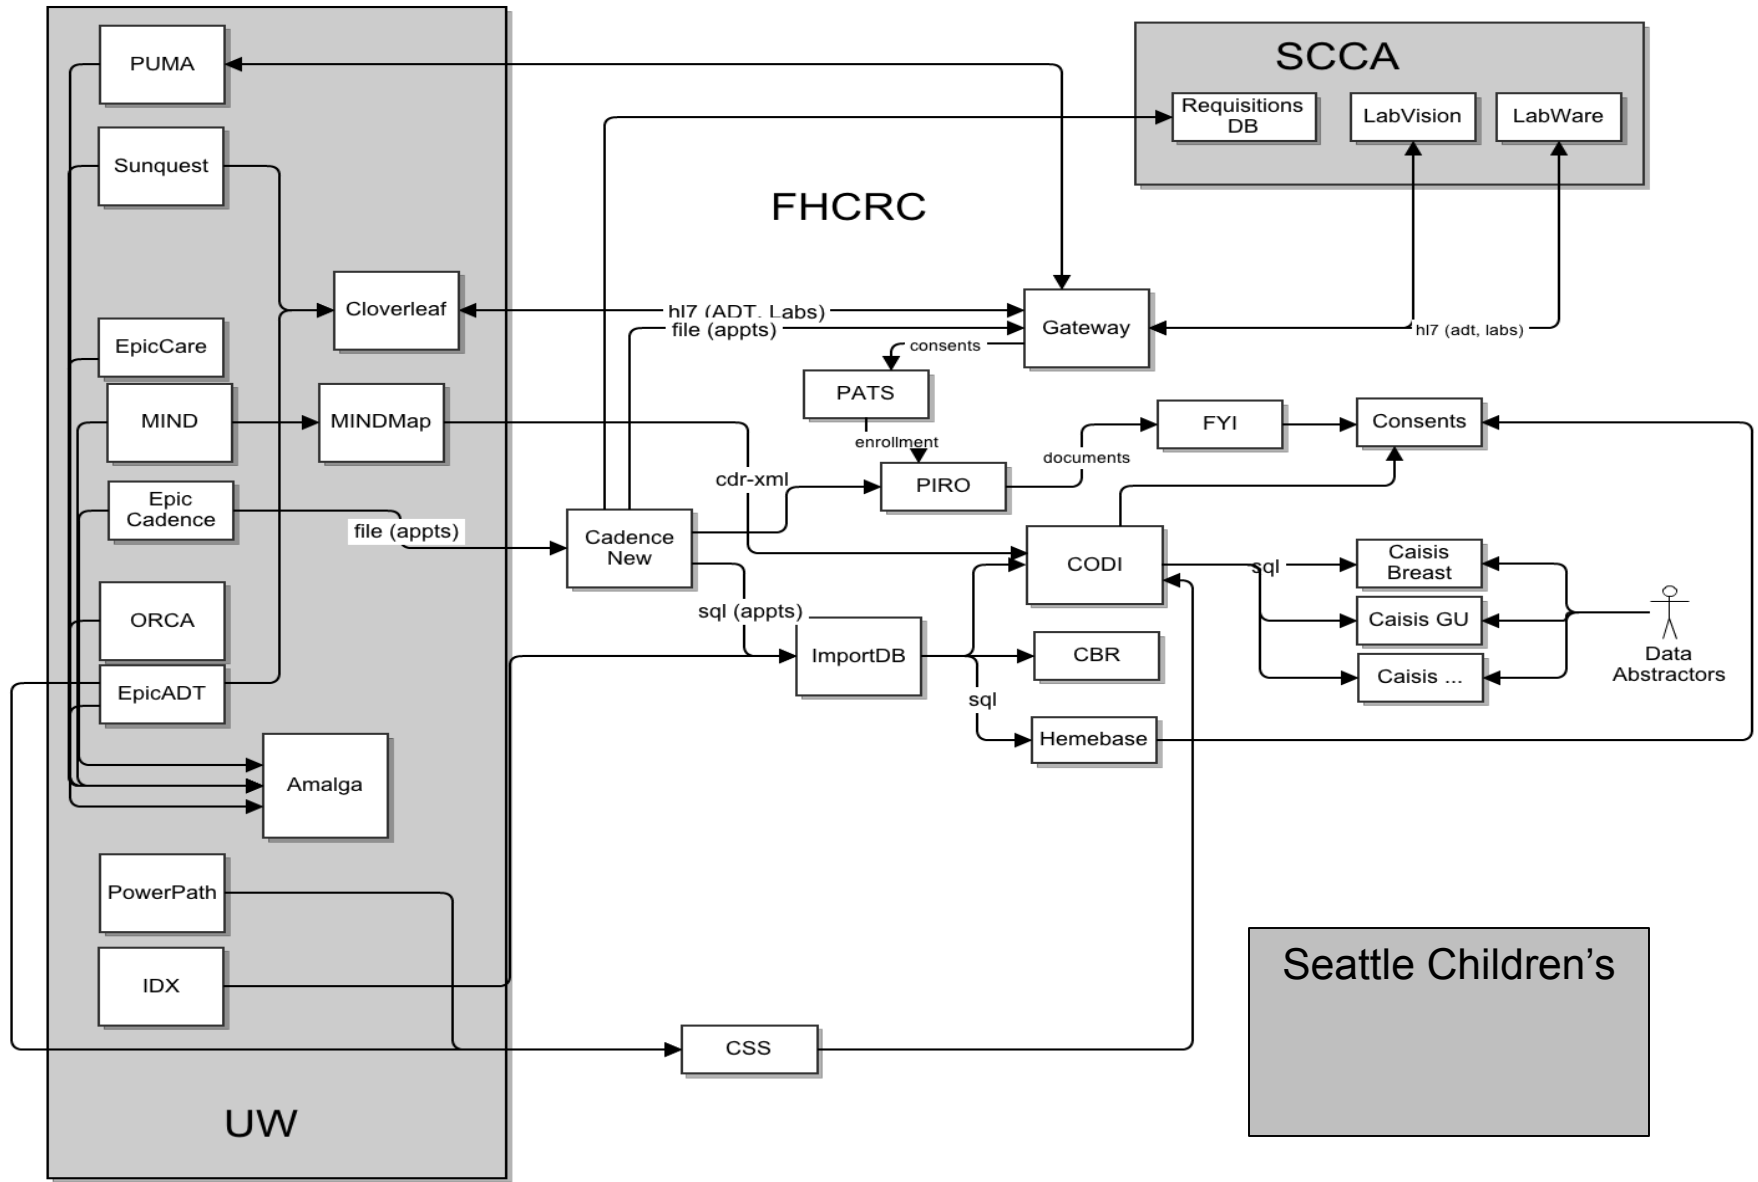 SCCA
PUMA
Requisitions
DB
LabVision
LabWare
Sunquest
FHCRC
Cloverleaf
hl7 (ADT, Labs)
file (appts)
Gateway
hl7 (adt, labs)
EpicCare
consents
PATS
MIND
MINDMap
enrollment
FYI
Consents
documents
cdr-xml
PIRO
Epic
Cadence
file (appts)
Cadence
New
CODI
sql
Caisis
Breast
ORCA
sql (appts)
Caisis GU
ImportDB
CBR
Caisis ...
Data
Abstractors
EpicADT
sql
Hemebase
Amalga
PowerPath
IDX
Seattle Children’s
CSS
UW